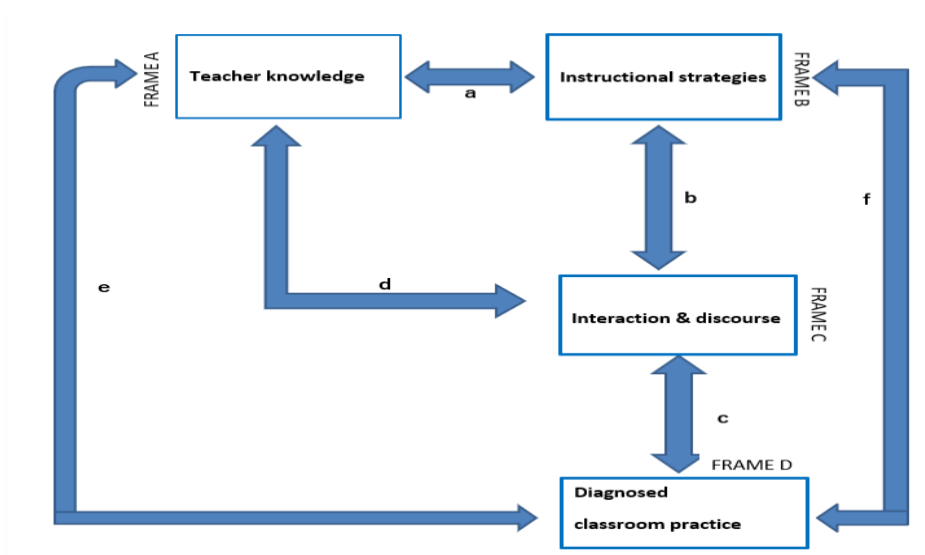 FRAME A
Teacher knowledge
a
Instructional strategies
FRAME B
b
f
e
d
Interaction & discourse
FRAME C
c
FRAME D
Diagnosed
classroom practice